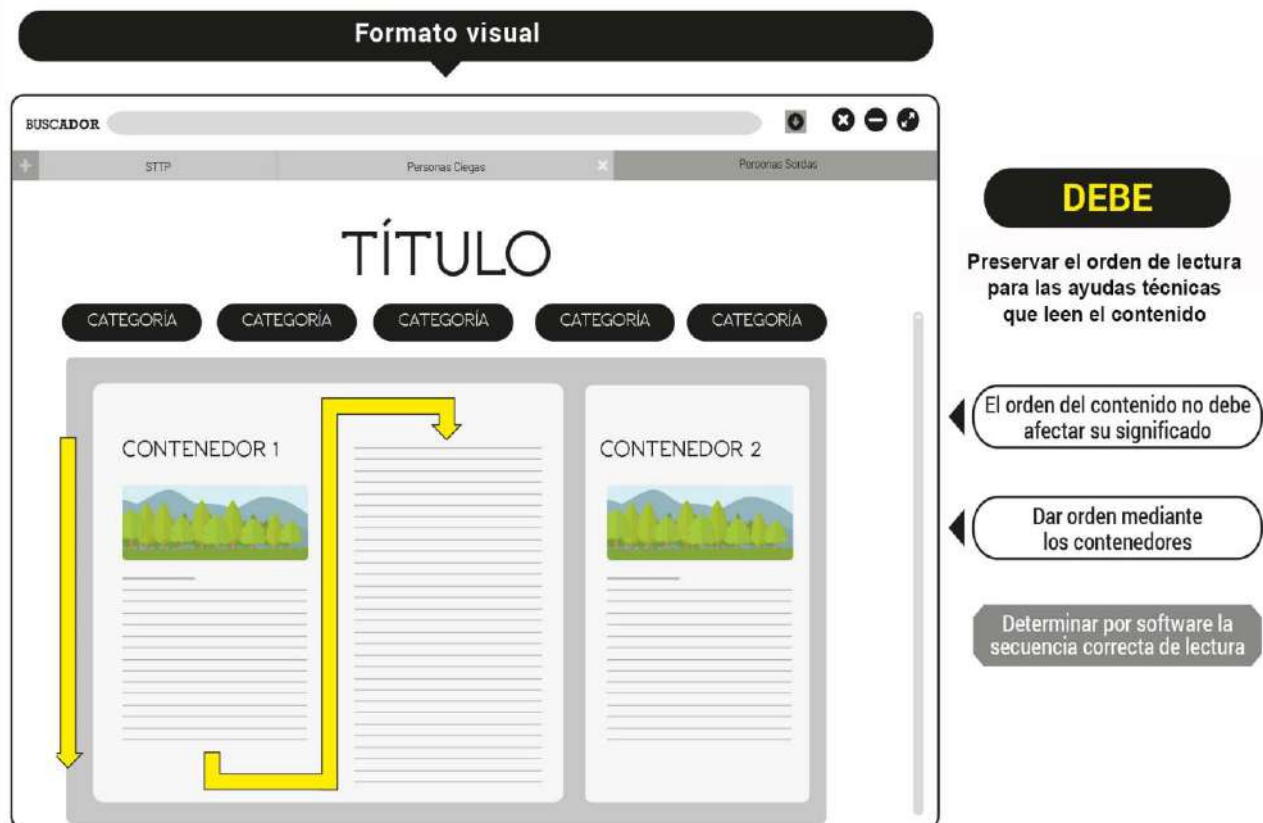 Formato visual
BUSCADOR
STTP
Personas Ciegas
Personas Sordas
TÍTULO
CATEGORÍA
CATEGORÍA
CATEGORÍA
CATEGORÍA
CATEGORÍA
CONTENEDOR 1
CONTENEDOR 2
DEBE
Preservar el orden de lectura
para las ayudas técnicas
que leen el contenido
El orden del contenido no debe
afectar su significado
Dar orden mediante
los contenedores
Determinar por software la
secuencia correcta de lectura